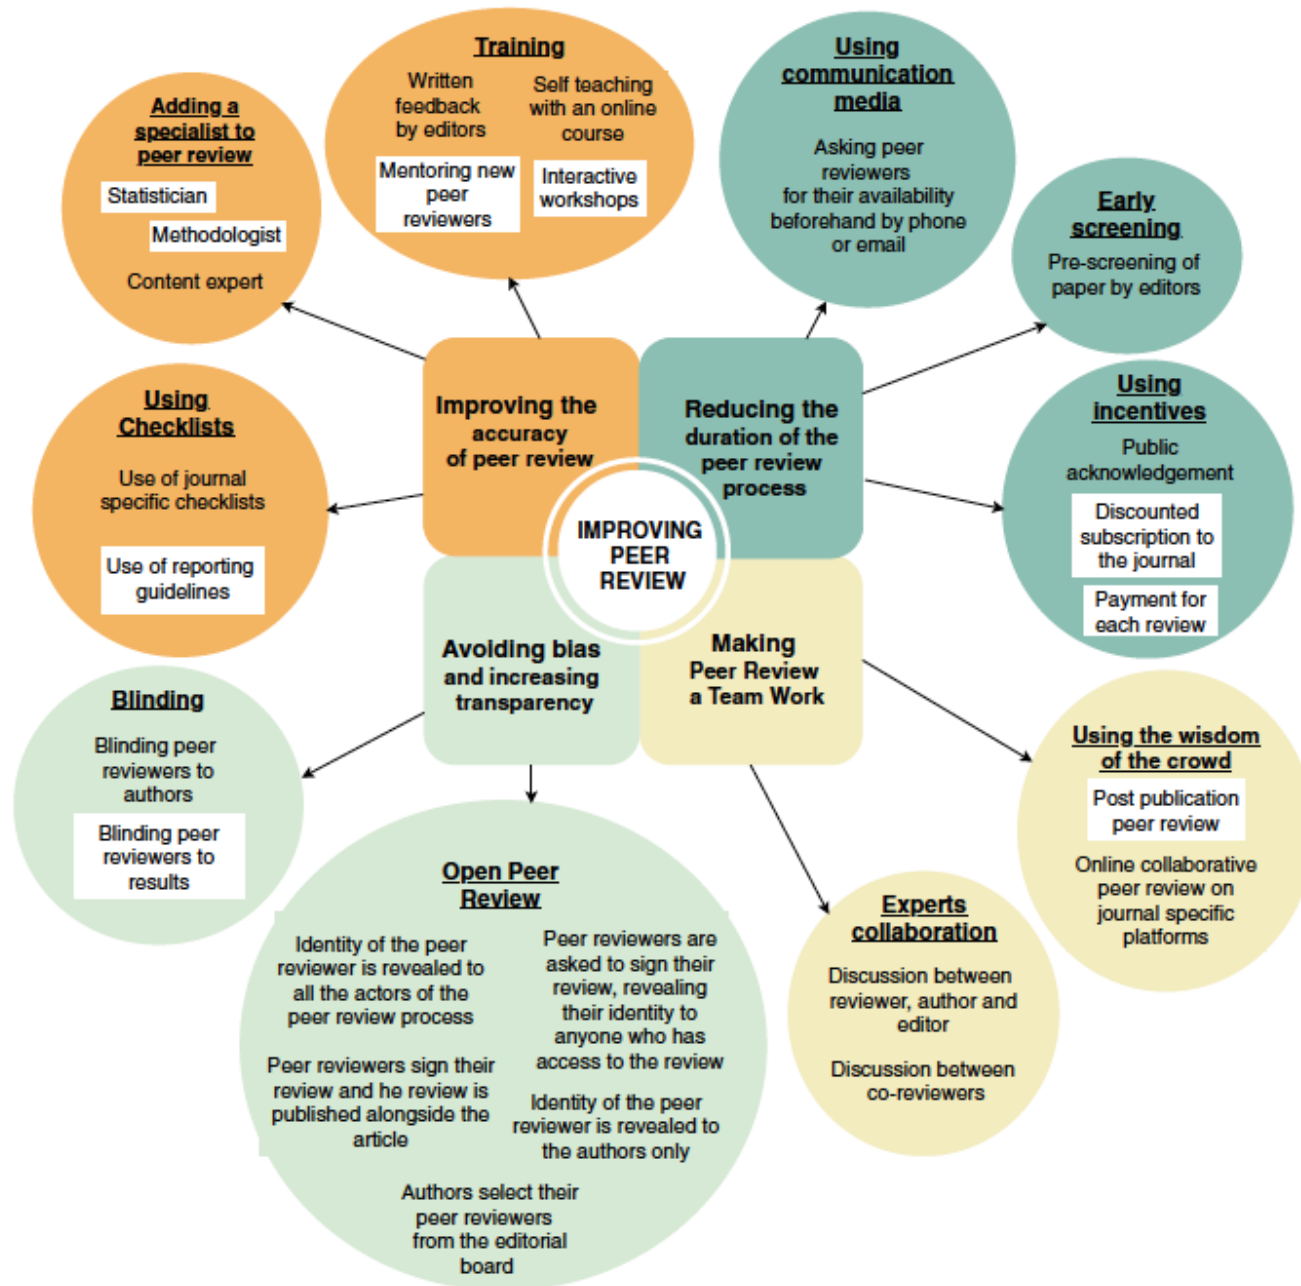 Training
Written
feedback
by editors
Self teaching
with an online
course
Mentoring new
peer
reviewers
Interactive
workshops
Using
communication
media
Asking peer
reviewers
for their availability
beforehand by phone
or email
Adding a
specialist to
peer review
Statistician
Methodologist
Content expert
Early
screening
Pre-screening of
paper by editors
Improving the
accuracy
of peer review
Reducing the
duration of the
peer review
process
Using
Checklists
Use of journal
specific checklists
Use of reporting
guidelines
Using
incentives
Public
acknowledgement
Discounted
subscription to
the journal
Payment for
each review
IMPROVING
PEER
REVIEW
Avoiding bias
and increasing
transparency
Making
Peer Review
a Team Work
Blinding
Blinding peer
reviewers to
authors
Blinding peer
reviewers to
results
Using the wisdom
of the crowd
Post publication
peer review
Online collaborative
peer review on
journal specific
platforms
Open Peer
Review
Identity of the peer
reviewer is revealed to
all the actors of the
peer review process
Peer reviewers are
asked to sign their
review, revealing
their identity to
anyone who has
access to the review
Peer reviewers sign their
review and he review is
published alongside the
article
Identity of the peer
reviewer is revealed to
the authors only
Authors select their
peer reviewers
from the editorial
board
Experts
collaboration
Discussion between
reviewer, author and
editor
Discussion between
co-reviewers